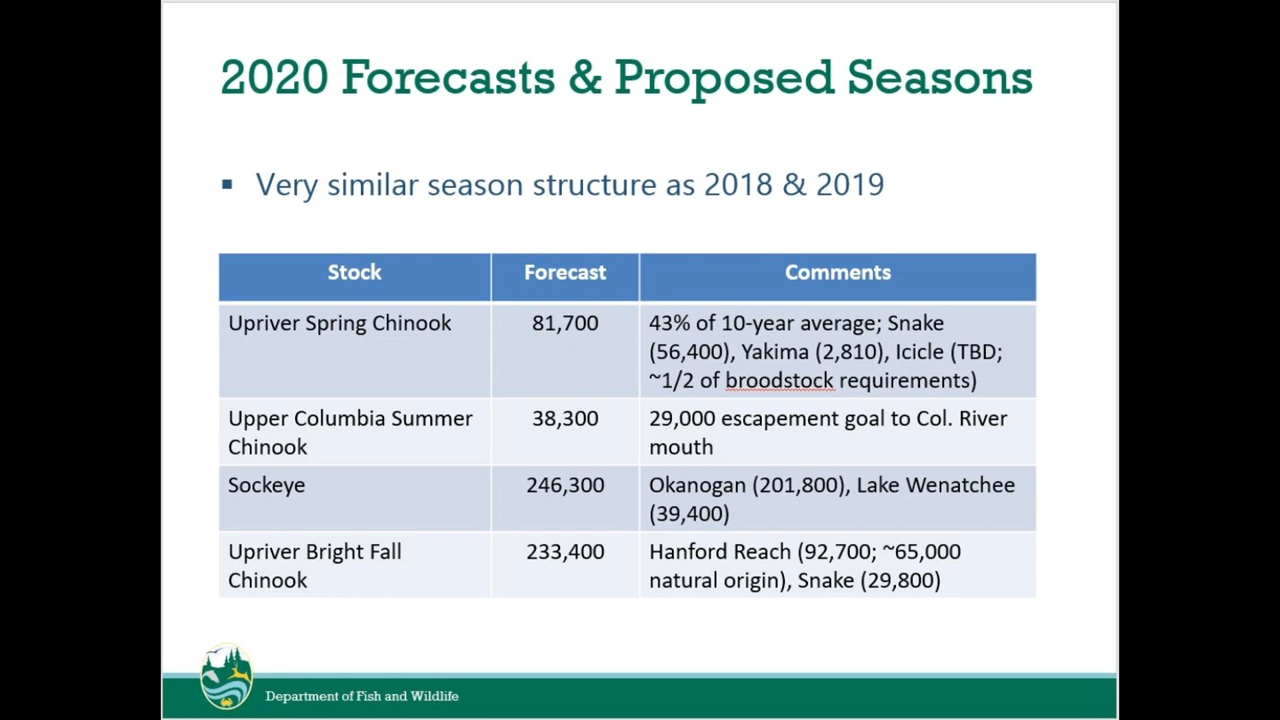 2020 Forecasts & Proposed Seasons
▪ Very similar season structure as 2018 & 2019
Stock Forecast Comments
Upriver Spring Chinook 81,700 43% of 10-year average; Snake
(56,400), Yakima (2,810), Icicle (TBD;
~1/2 of broodstock requirements)
Upper Columbia Summer 38,300 29,000 escapement goal to Col. River
Chinook mouth
Sockeye 246,300 Okanogan (201,800), Lake Wenatchee
(39,400)
Upriver Bright Fall 233,400 Hanford Reach (92,700; ~65,000
Chinook natural origin), Snake (29,800)
Department of Fish and Wildlife